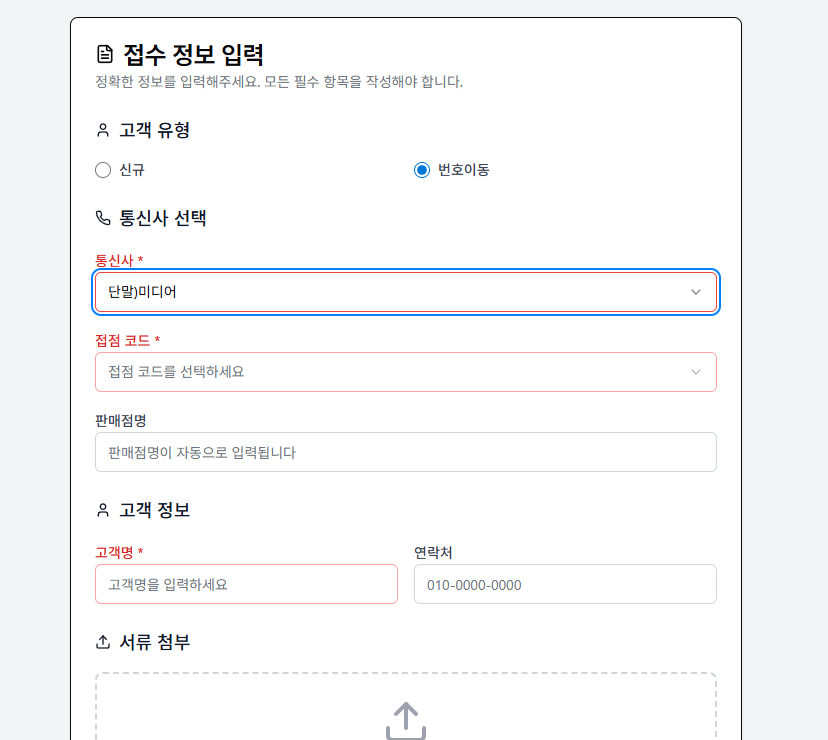 접수 정보 입력
정확한 정보를 입력해주세요. 모든 필수 항목을 작성해야 합니다.
고객 유형
신규
번호이동
통신사 선택
통신사 *
단말)미디어
접점 코드 *
접점 코드를 선택하세요
판매점명
판매점명이 자동으로 입력됩니다
고객 정보
고객명 *
연락처
고객명을 입력하세요
010-0000-0000
서류 첨부